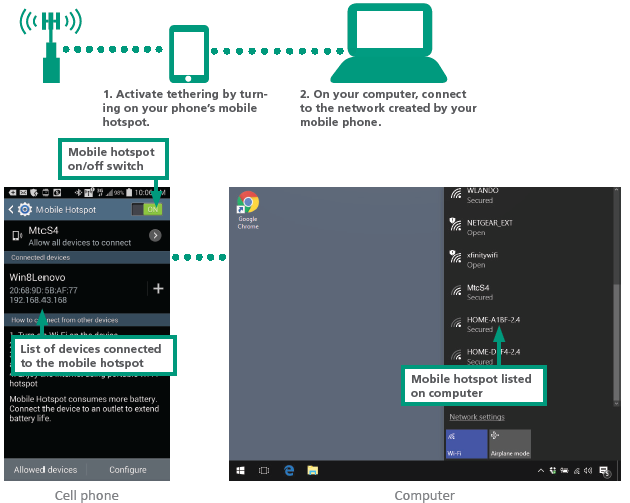 1. Activate tethering by turn-
ing on your phone's mobile
hotspot.
2. On your computer, connect
to the network created by your
mobile phone.
Mobile hotspot
on/off switch
98% 10:06
Mobile Hotspot
ON
MtcS4
Allow all devices to connect
Connected devices
Win8Lenovo
20:68:9D:5B:AF:77
192.168.43.168
How to connect from other devices
List of devices connected
to the mobile hotspot
hotspot
Mobile Hotspot consumes more battery.
Connect the device to an outlet to extend
battery life.
Allowed devices
Configure
Cell phone
Google
Chrome
WLANDO
Secured
NETGEAR_EXT
Open
xfinitywifi
Open
MtcS4
Secured
HOME-A1BF-2.4
Secured
Mobile hotspot listed
on computer
Network settings
Wi-Fi
Airplane mode
Computer